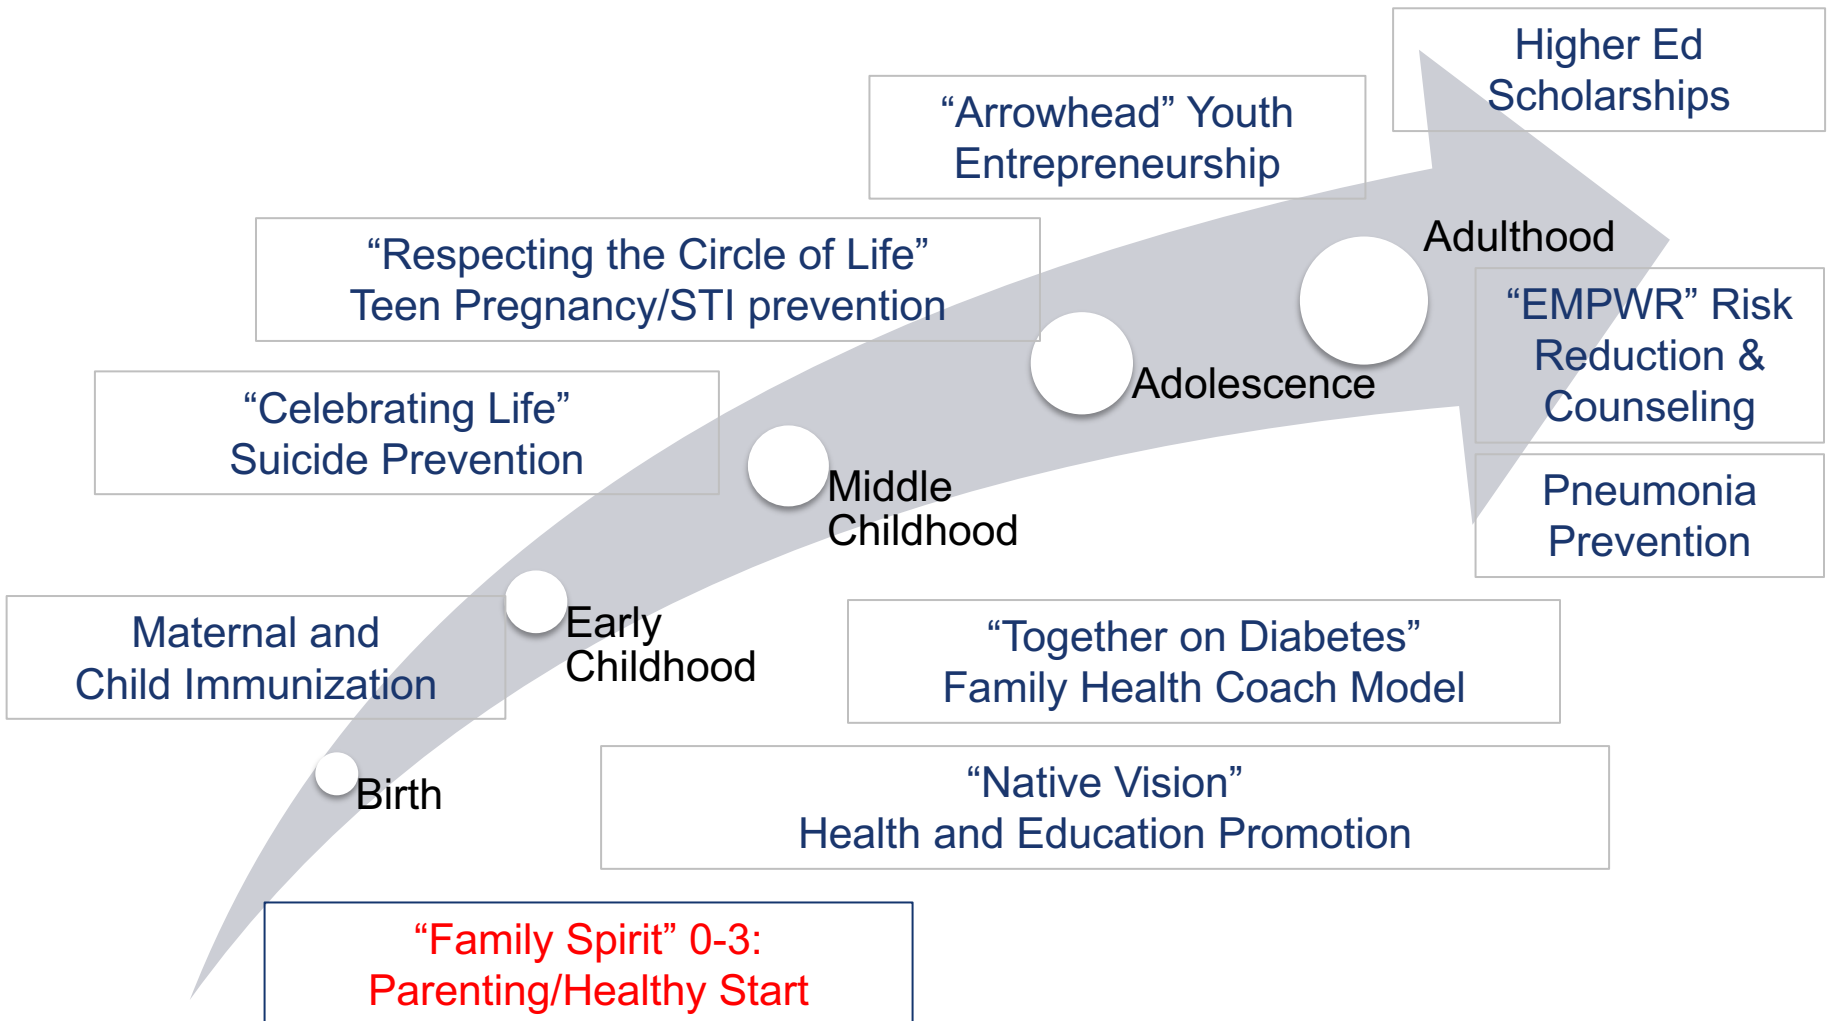 Higher Ed
Scholarships
“Arrowhead” Youth
Entrepreneurship
Adulthood
“Respecting the Circle of Life”
Teen Pregnancy/STI prevention
“EMPWR” Risk
Reduction &
Counseling
Adolescence
“Celebrating Life”
Suicide Prevention
Middle
Childhood
Pneumonia
Prevention
Maternal and
Child Immunization
Early
Childhood
“Together on Diabetes”
Family Health Coach Model
Birth
“Native Vision”
Health and Education Promotion
“Family Spirit” 0-3:
Parenting/Healthy Start